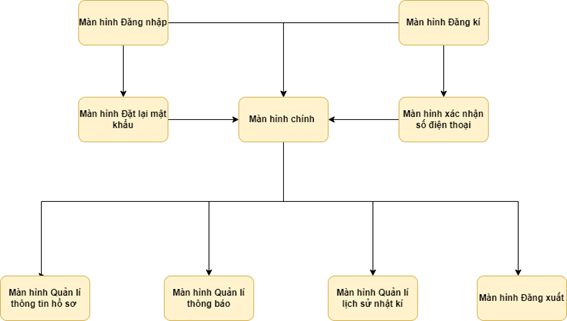 Màn hình Đăng nhập
Màn hình Đăng kí
Màn hình Đặt lại mật
khẩu
Màn hình chính
Màn hình xác nhận
số điện thoại
Màn hình Quản lí
thông tin hồ sơ
Màn hình Quản lí
thông báo
Màn hình Quản lí
lịch sử nhật kí
Màn hình Đăng xuất